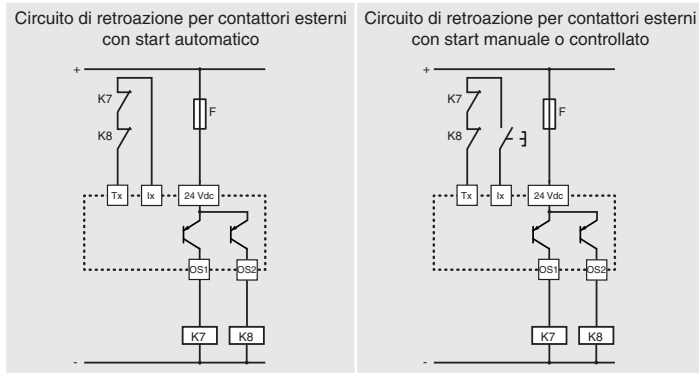 Circuito di retroazione per contattori esterni
con start automatico
+
K7
K8
F
Tx
Ix
24 Vdc
OS1
OS2
K7
K8
-
Circuito di retroazione per contattori esterni
con start manuale o controllato
+
K7
K8
F
Tx
Ix
24 Vdc
OS1
OS2
K7
K8
-